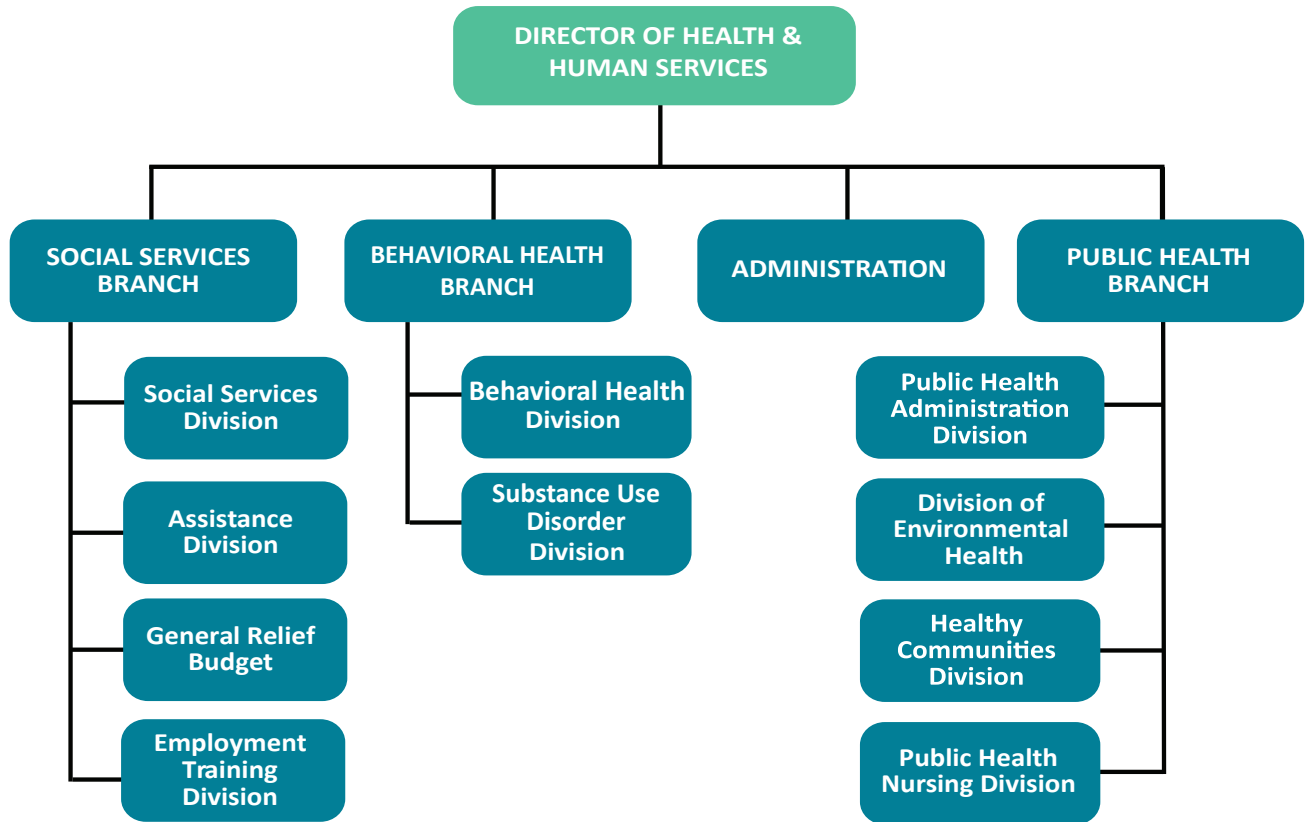 DIRECTOR OF HEALTH &
HUMAN SERVICES
SOCIAL SERVICES
BRANCH
BEHAVIORAL HEALTH
BRANCH
ADMINISTRATION
PUBLIC HEALTH
BRANCH
Social Services
Division
Assistance
Division
General Relief
Budget
Employment
Training
Division
Behavioral Health
Division
Substance Use
Disorder
Division
Public Health
Administration
Division
Division of
Environmental
Health
Healthy
Communities
Division
Public Health
Nursing Division